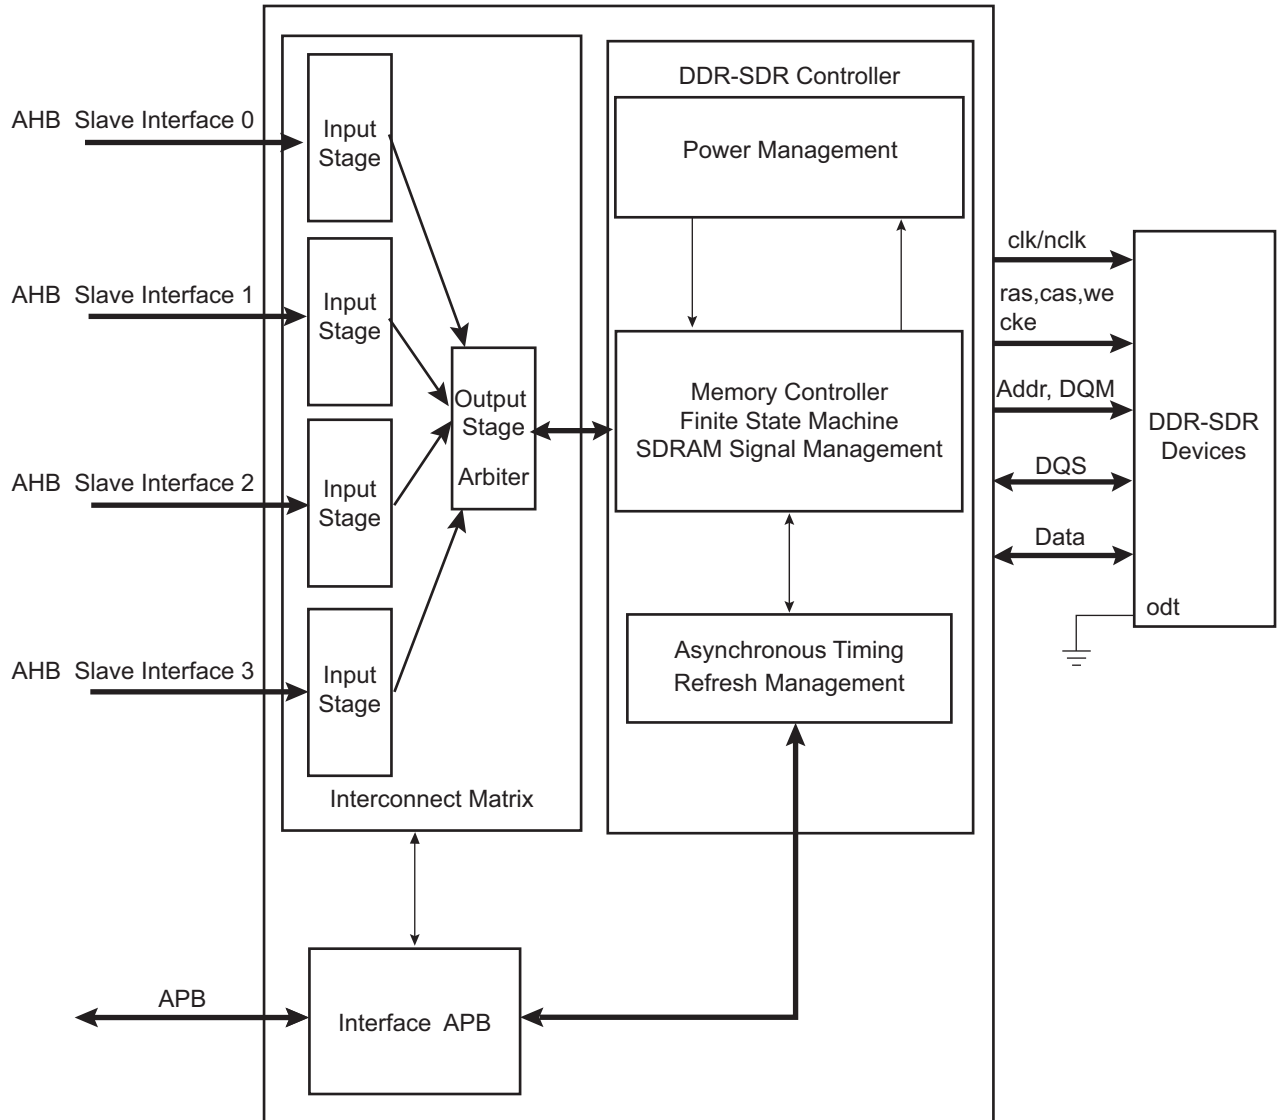 DDR-SDR Controller
AHB Slave Interface 0
Input
Stage
Power Management
clk/nclk
AHB Slave Interface 1
Input
Stage
ras,cas,we
cke
Output
Stage
Arbiter
Memory Controller
Finite State Machine
SDRAM Signal Management
Addr, DQM
DDR-SDR
Devices
AHB Slave Interface 2
Input
Stage
DQS
Data
odt
AHB Slave Interface 3
Input
Stage
Asynchronous Timing
Refresh Management
Interconnect Matrix
APB
Interface APB